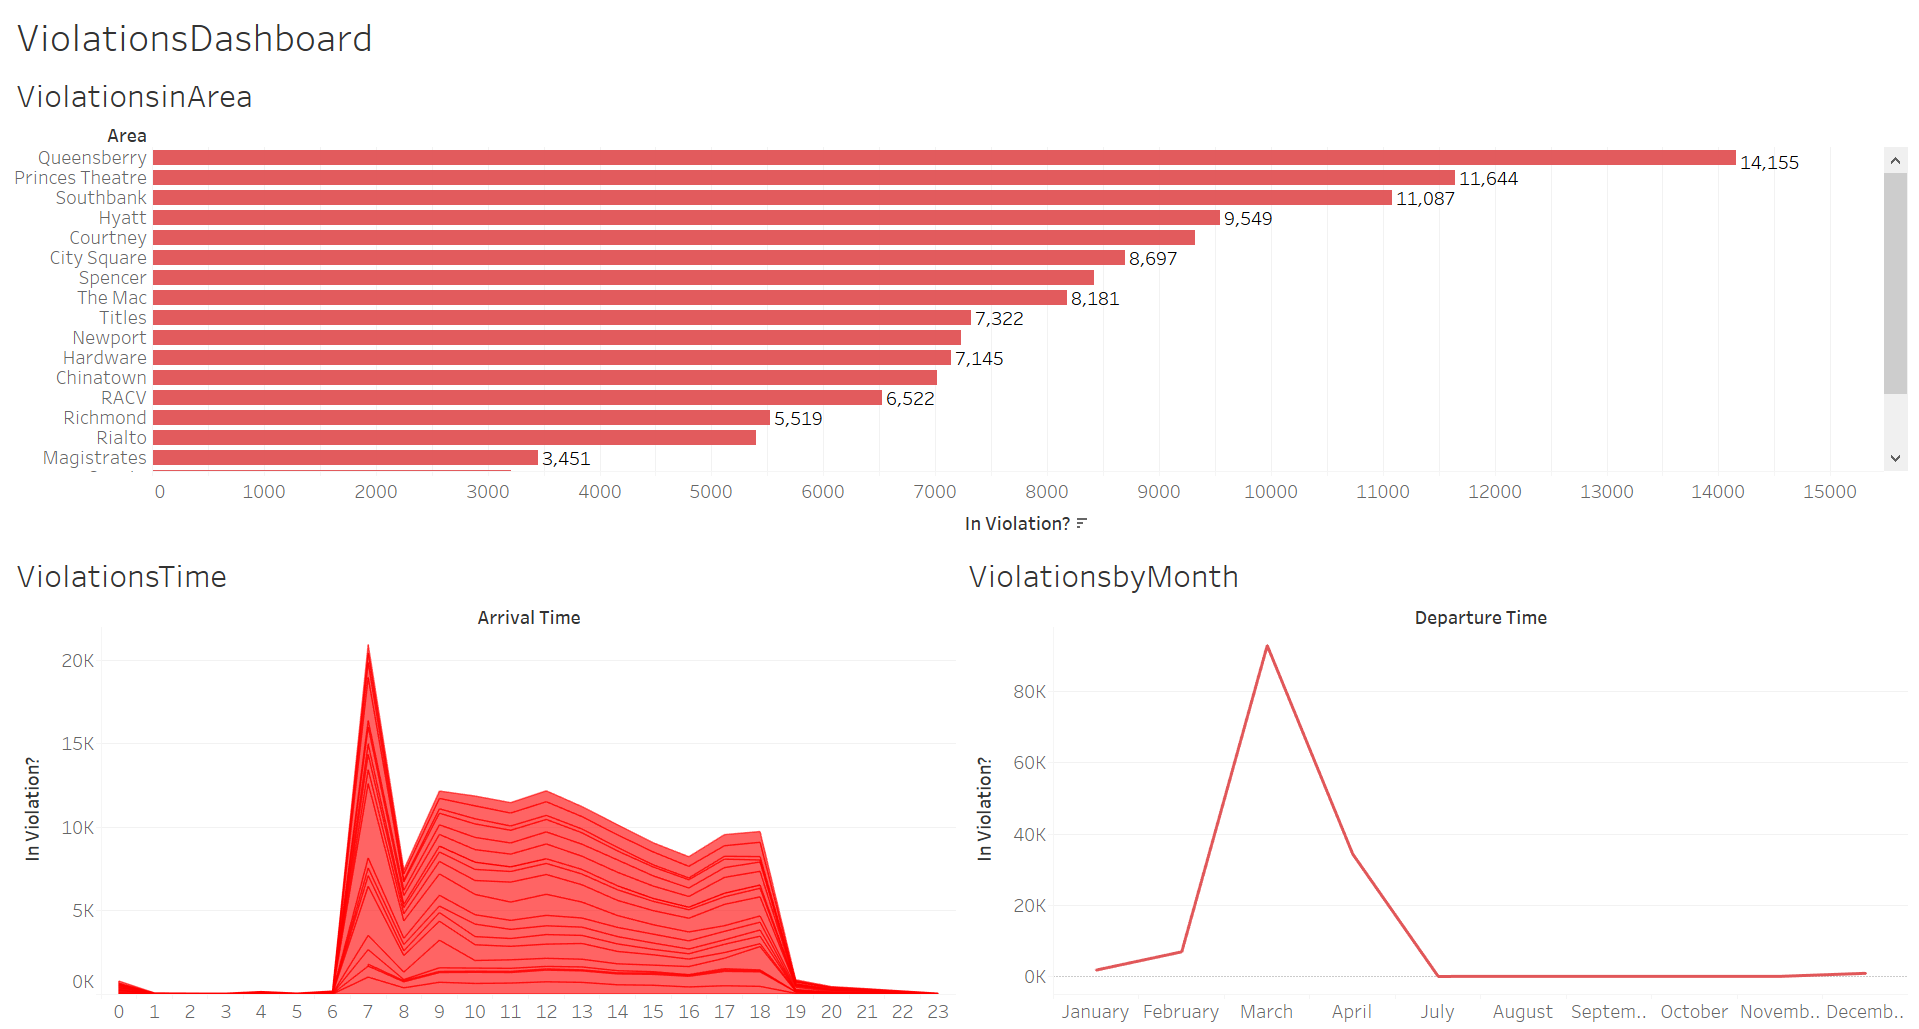 ViolationsDashboard
ViolationsinArea
Area
Queensberry 14,155
Princes Theatre 11,644
Southbank 11,087
Hyatt 9,549
Courtney
City Square 8,697
Spencer
The Mac 8,181
Titles 7,322
Newport
Hardware 7,145
Chinatown
RACV 6,522
Richmond 5,519
Rialto
Magistrates 3,451
0 1000 2000 3000 4000 5000 6000 7000 8000 9000 10000 11000 12000 13000 14000 15000
In Violation?
ViolationsTime
Arrival Time
20K
15K
10K
5K
0K
In Violation?
0 1 2 3 4 5 6 7 8 9 10 11 12 13 14 15 16 17 18 19 20 21 22 23
ViolationsbyMonth
Departure Time
80K
60K
40K
20K
0K
In Violation?
January February March April July August Septem.. October Novemb.. Decemb..